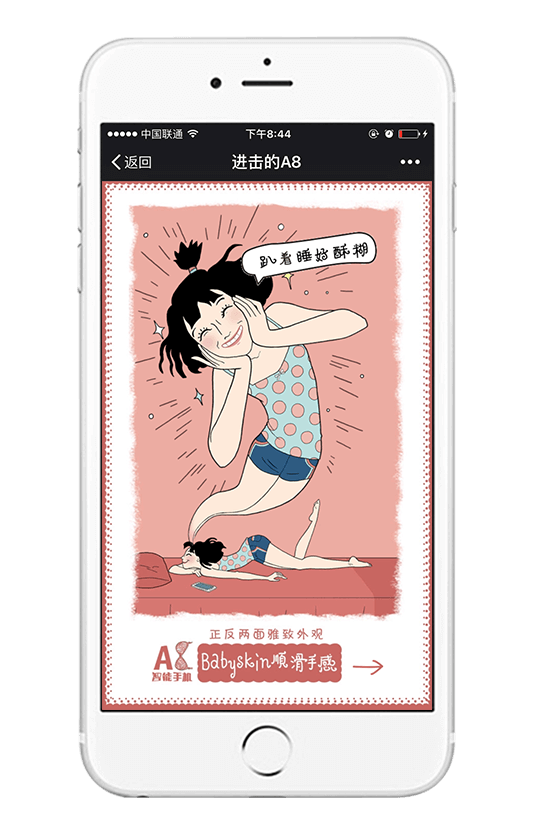 中国联通
下午8:44
返回
进击的A8
趴着睡好酥糊
正反两面雅致外观
A8
智能手机
Babyskin顺滑手感